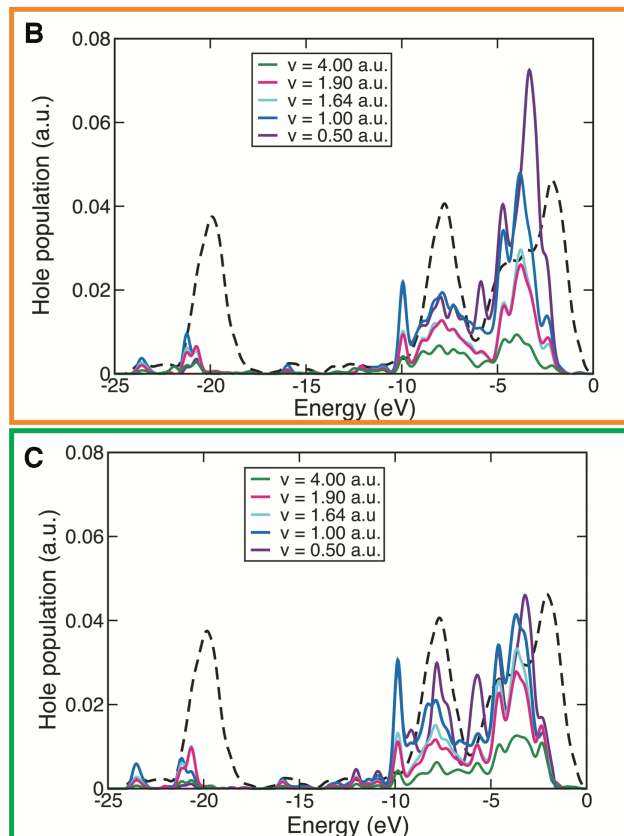 B
0.08
0.06
0.04
0.02
0
Hole population (a.u.)
v = 4.00 a.u.
v = 1.90 a.u.
v = 1.64 a.u.
v = 1.00 a.u.
v = 0.50 a.u.
-25 -20 -15 -10 -5 0
Energy (eV)
C
0.08
0.06
0.04
0.02
0
Hole population (a.u.)
v = 4.00 a.u.
v = 1.90 a.u.
v = 1.64 a.u
v = 1.00 a.u.
v = 0.50 a.u.
-25 -20 -15 -10 -5 0
Energy (eV)